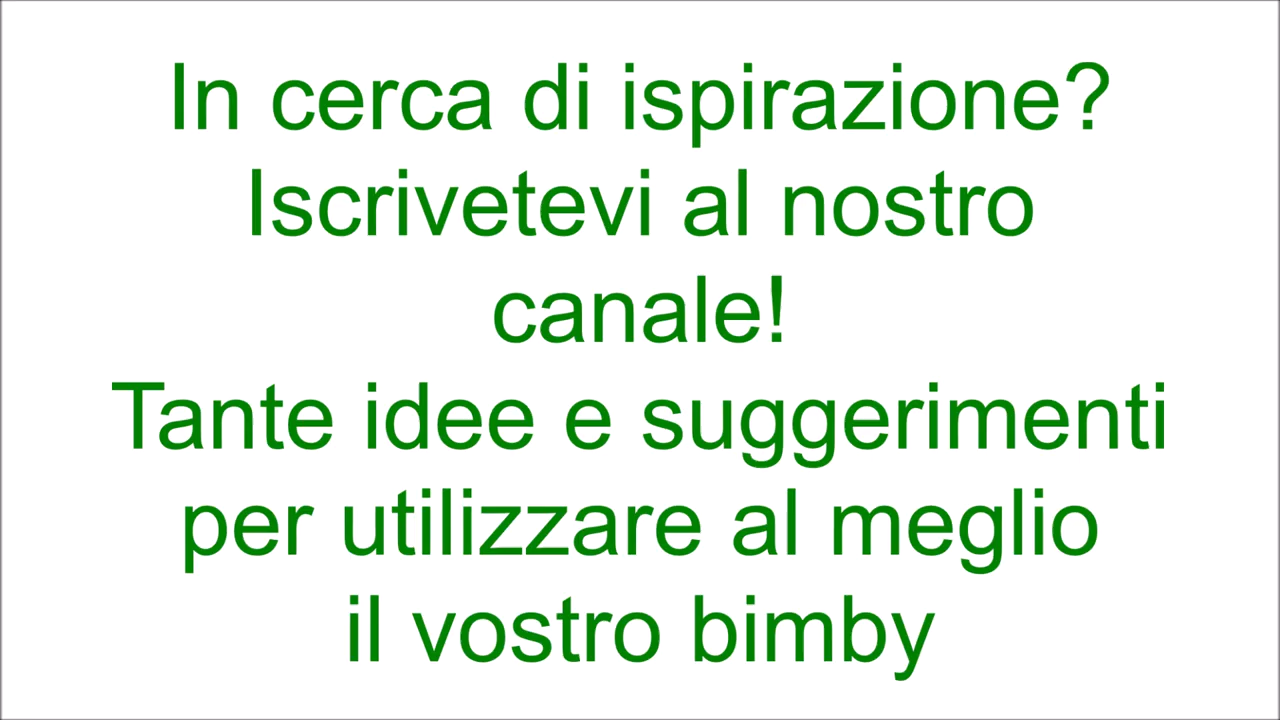 In cerca di ispirazione?
Iscrivetevi al nostro
canale!
Tante idee e suggerimenti
per utilizzare al meglio
il vostro bimby